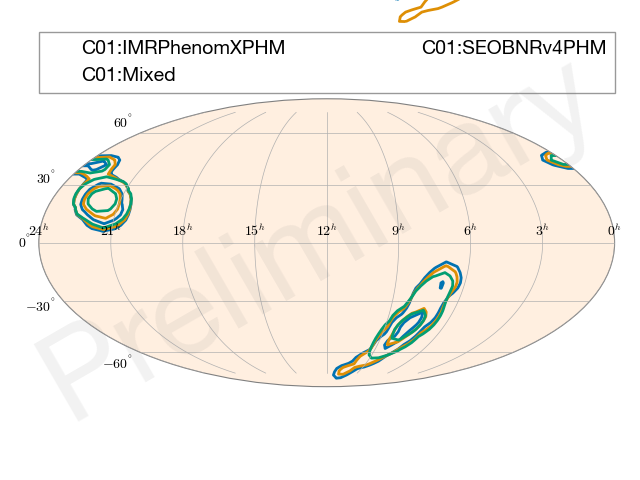 C01:IMRPhenomXPHM C01:SEOBNRv4PHM
C01:Mixed
60°
30°
0°
24h 21h 18h 15h 12h 9h 6h 3h 0h
−30°
−60°
Preliminary